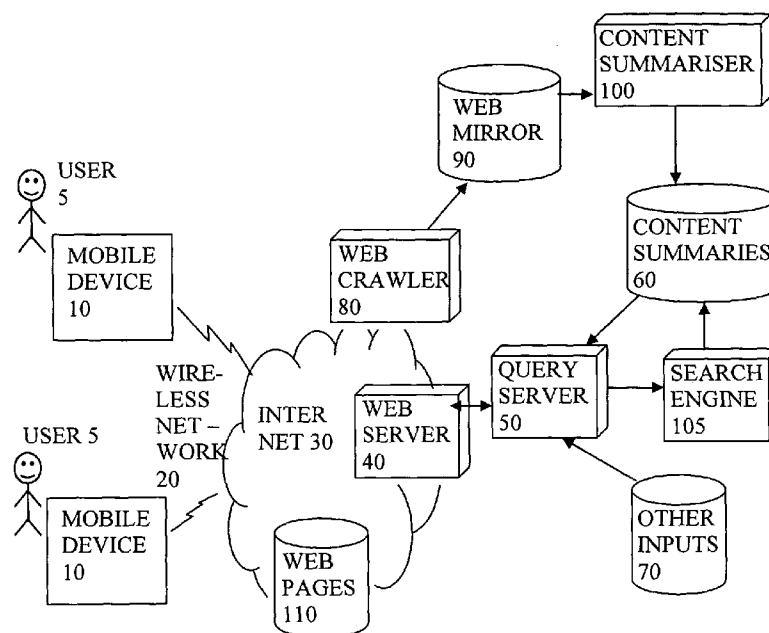 CONTENT
SUMMARISER
100
WEB
MIRROR
90
USER
5
MOBILE
DEVICE
10
WEB
CRAWLER
80
CONTENT
SUMMARIES
60
WIRE-
LESS
NET –
WORK
20
INTER
NET 30
WEB
SERVER
40
QUERY
SERVER
50
SEARCH
ENGINE
105
USER 5
MOBILE
DEVICE
10
WEB
PAGES
110
OTHER
INPUTS
70